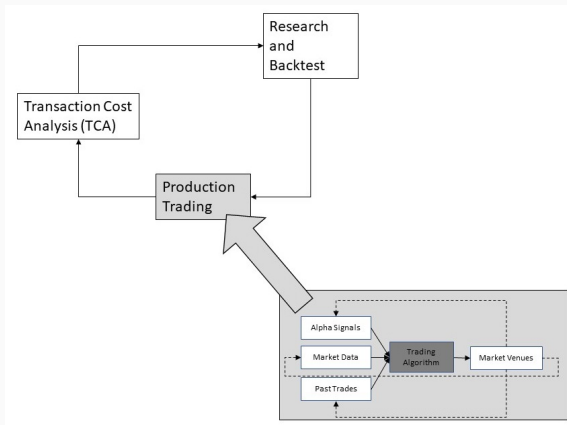 Research
and
Backtest
Transaction Cost
Analysis (TCA)
Production
Trading
Alpha Signals
Market Data
Trading
Algorithm
Market Venues
Past Trades